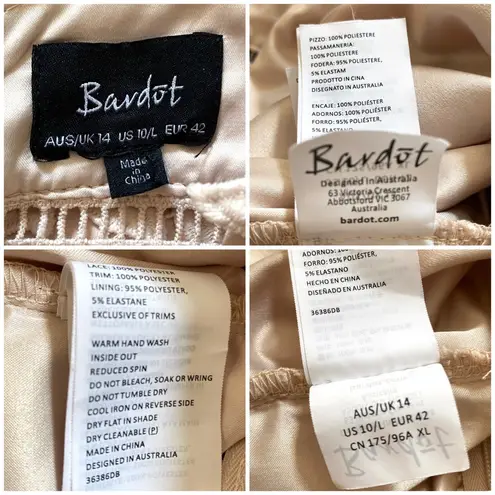 Bardot
AUS/UK 14 US 10/L EUR 42
Made
in
China
PIZZO: 100% POLIESTERE
PASSAMANERIA:
100% POLIESTERE
FODERA: 95% POLIESTERE,
5% ELASTAM
PRODOTTO IN CINA
DISEGNATO IN AUSTRALIA
ENCAJE: 100% POLIÉSTER
ADORNOS: 100% POLIÉSTER
FORRO: 95% POLIÉSTER,
5% ELASTANO
Bardot
Designed in Australia
63 Victoria Crescent
Abbotsford VIC 3067
Australia
bardot.com
LACE: 100% POLYESTER
TRIM: 100% POLYESTER
LINING: 95% POLYESTER,
5% ELASTANE
EXCLUSIVE OF TRIMS
WARM HAND WASH
INSIDE OUT
REDUCED SPIN
DO NOT BLEACH, SOAK OR WRING
DO NOT TUMBLE DRY
COOL IRON ON REVERSE SIDE
DRY FLAT IN SHADE
DRY CLEANABLE (P)
MADE IN CHINA
DESIGNED IN AUSTRALIA
36386DB
ADORNOS: 100% POLIÉSTER
FORRO: 95% POLIÉSTER,
5% ELASTANO
HECHO EN CHINA
DISEÑADO EN AUSTRALIA
36386DB
AUS/UK 14
US 10/L EUR 42
CN 175/96A XL